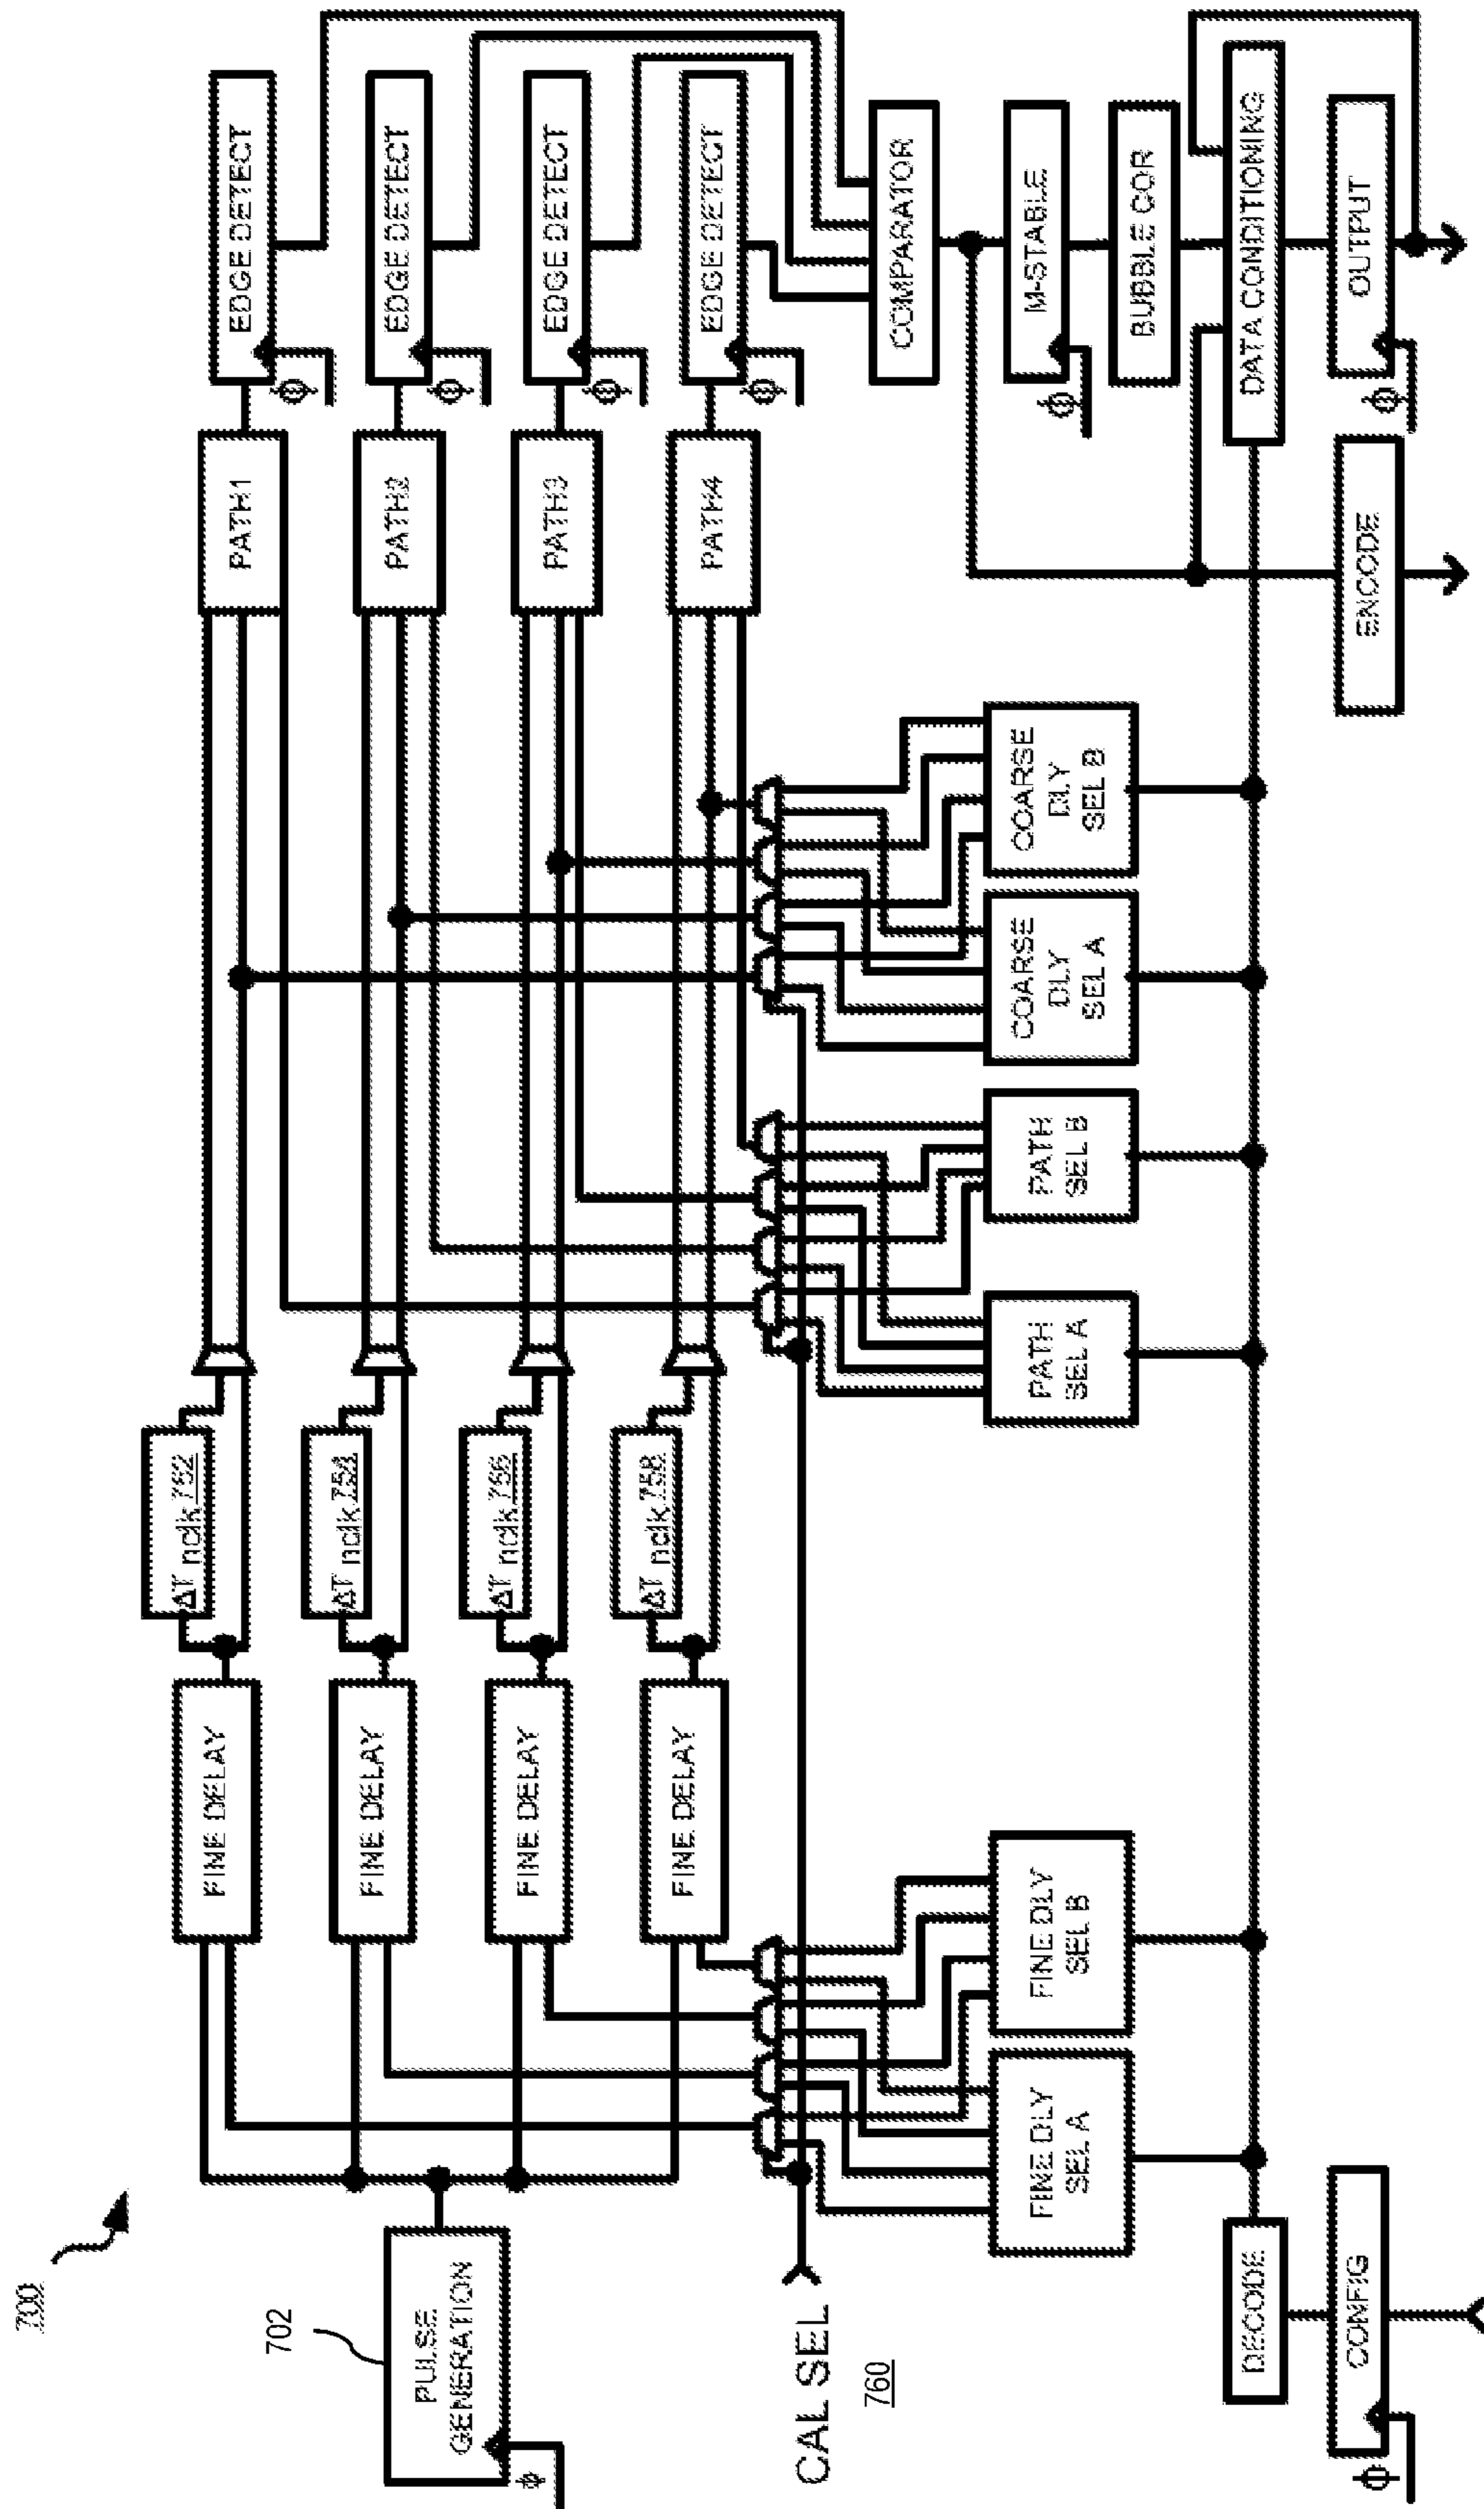 700
702
PULSE
GENERATION
ϕ
FINE DELAY
ΔT nclk 752
PATH1
EDGE DETECT
ϕ
FINE DELAY
ΔT nclk 754
PATH2
EDGE DETECT
ϕ
FINE DELAY
ΔT nclk 756
PATH3
EDGE DETECT
ϕ
FINE DELAY
ΔT nclk 758
PATH4
EDGE DETECT
ϕ
CAL SEL
760
FINE DLY
SEL A
FINE DLY
SEL B
PATH
SEL A
PATH
SEL B
COARSE
DLY
SEL A
COARSE
DLY
SEL B
COMPARATOR
M-STABLE
ϕ
BUBBLE COR
DECODE
DATA CONDITIONING
CONFIG
ϕ
ENCODE
OUTPUT
ϕ